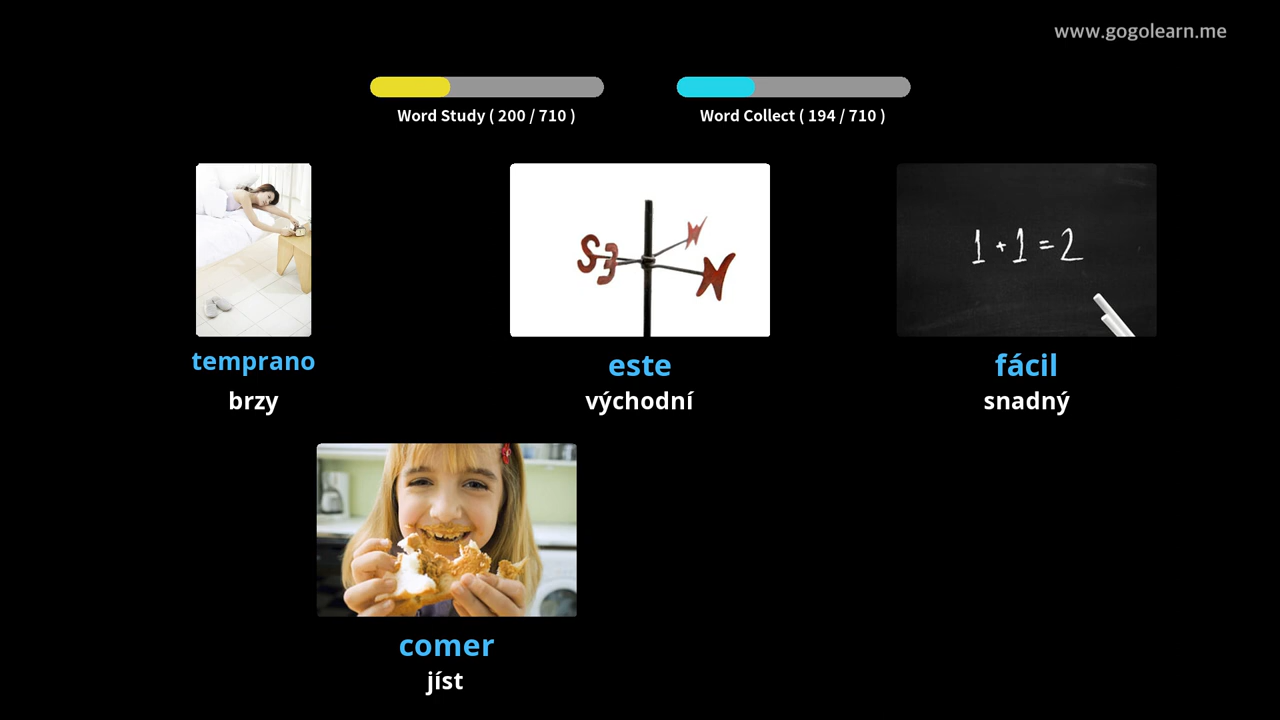 www.gogolearn.me
Word Study ( 200 / 710 )
Word Collect ( 194 / 710 )
S E N W
1 + 1 = 2
temprano
este
fácil
brzy
východní
snadný
comer
jíst